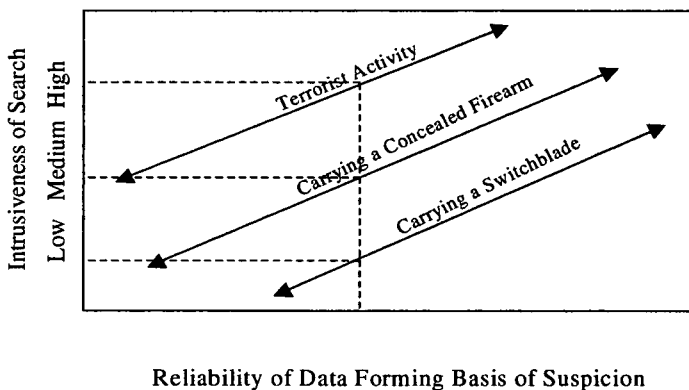 Intrusiveness of Search
Low Medium High
Terrorist Activity
Carrying a Concealed Firearm
Carrying a Switchblade
Reliability of Data Forming Basis of Suspicion